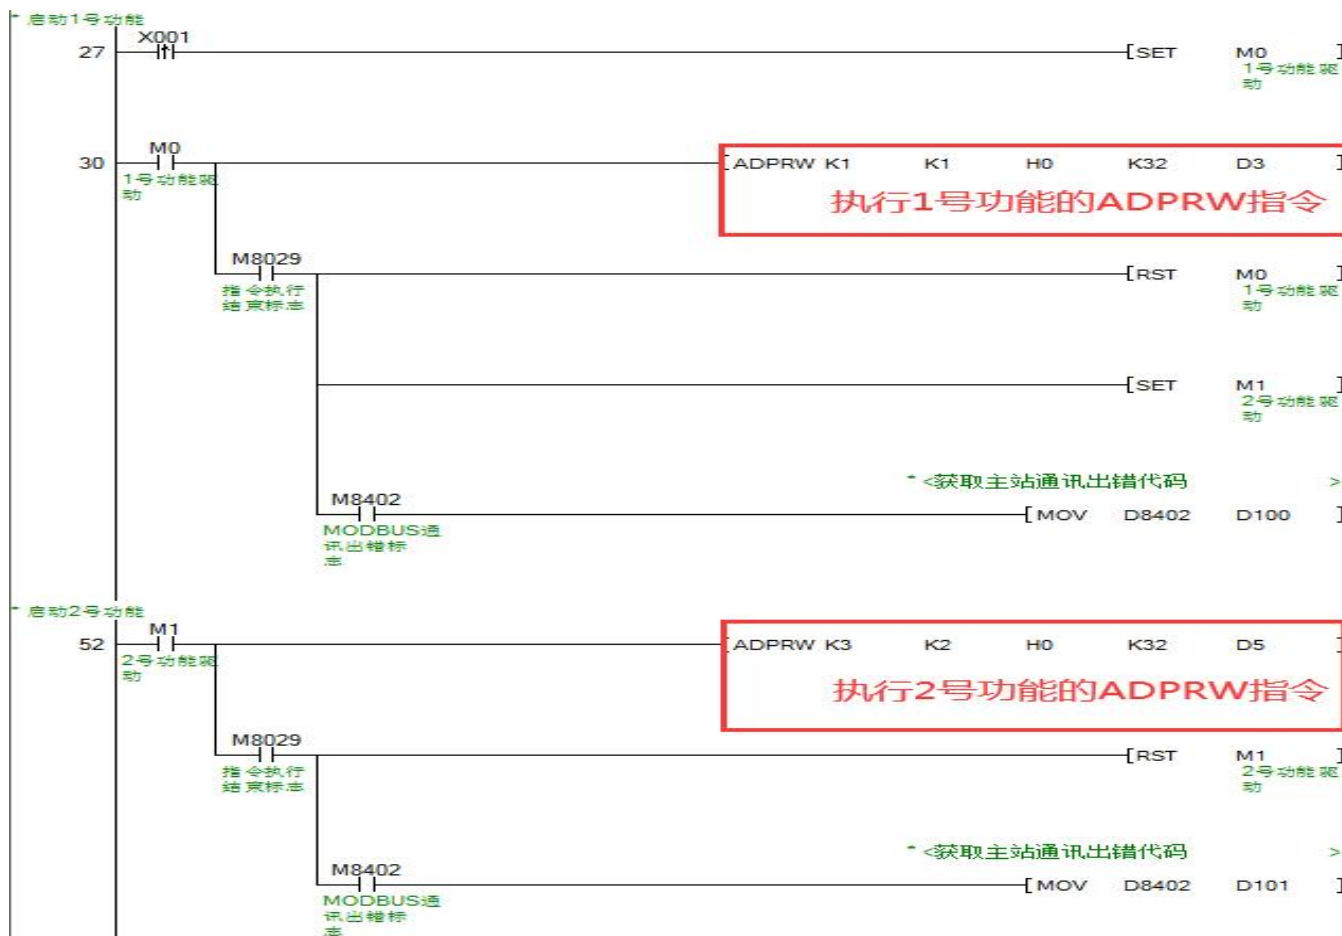 * 启动1号功能
X001
27 [SET M0 ]
1号功能驱
动
M0
30 [ADPRW K1 K1 H0 K32 D3 ]
1号功能驱
动
执行1号功能的ADPRW指令
M8029
[RST M0 ]
指令执行
结束标志
1号功能驱
动
[SET M1 ]
2号功能驱
动
* <获取主站通讯出错代码 >
M8402
[MOV D8402 D100 ]
MODBUS通
讯出错标
志
* 启动2号功能
M1
52 [ADPRW K3 K2 H0 K32 D5 ]
2号功能驱
动
执行2号功能的ADPRW指令
M8029
[RST M1 ]
指令执行
结束标志
2号功能驱
动
* <获取主站通讯出错代码 >
M8402
[MOV D8402 D101 ]
MODBUS通
讯出错标
志